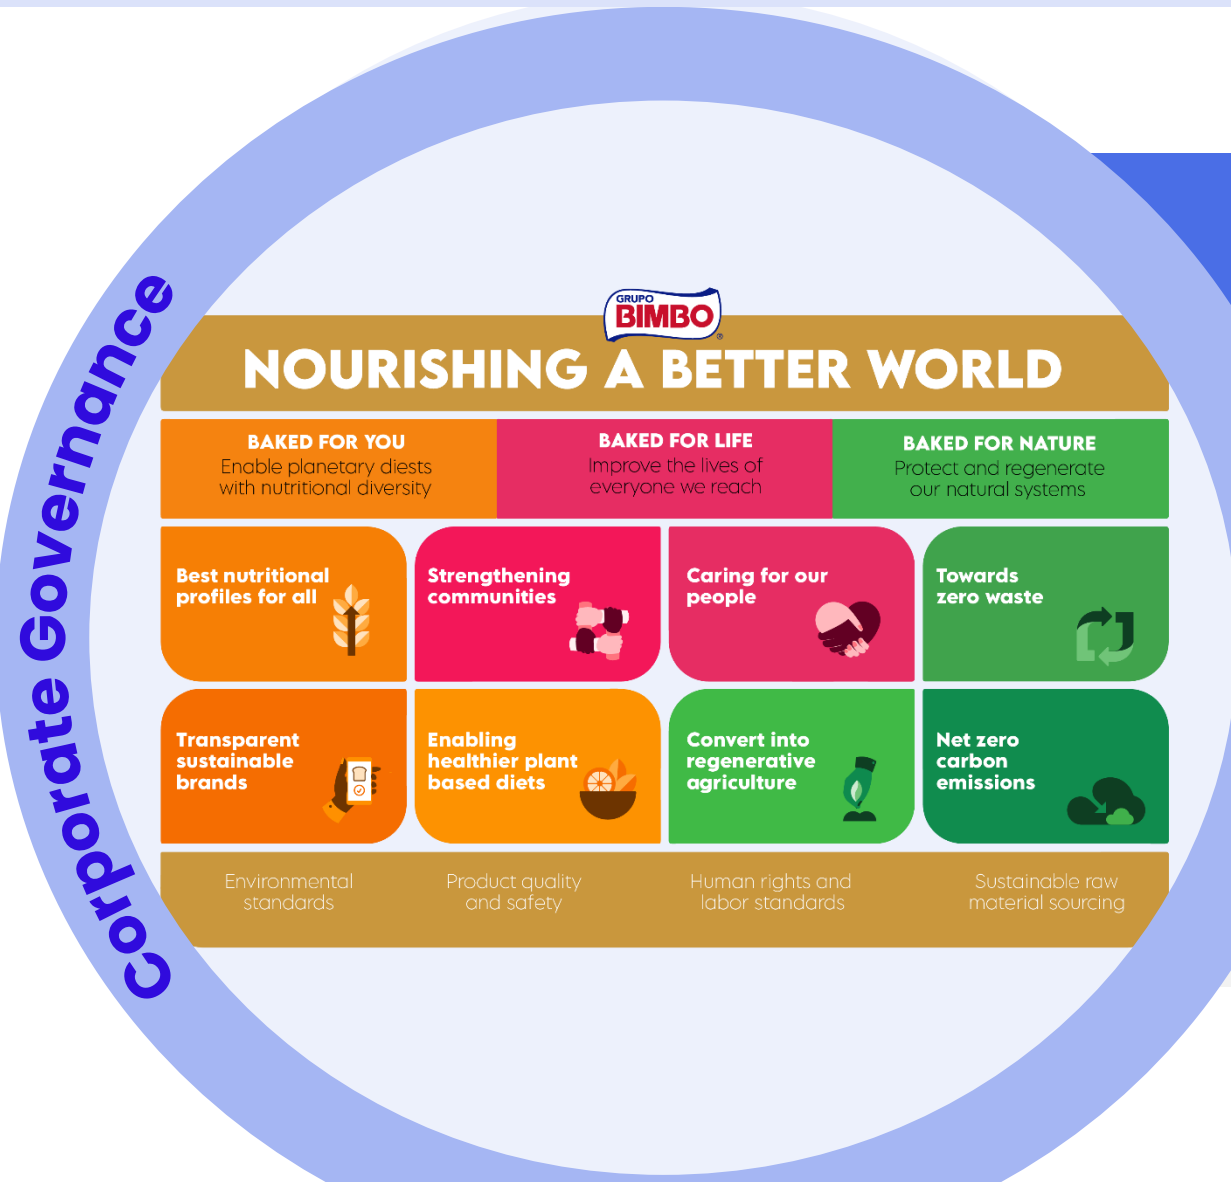 Corporate Governance
GRUPO
BIMBO
®
NOURISHING A BETTER WORLD
BAKED FOR YOU
Enable planetary diests
with nutritional diversity
BAKED FOR LIFE
Improve the lives of
everyone we reach
BAKED FOR NATURE
Protect and regenerate
our natural systems
Best nutritional
profiles for all
Strengthening
communities
Caring for our
people
Towards
zero waste
Transparent
sustainable
brands
Enabling
healthier plant
based diets
Convert into
regenerative
agriculture
Net zero
carbon
emissions
Environmental
standards
Product quality
and safety
Human rights and
labor standards
Sustainable raw
material sourcing